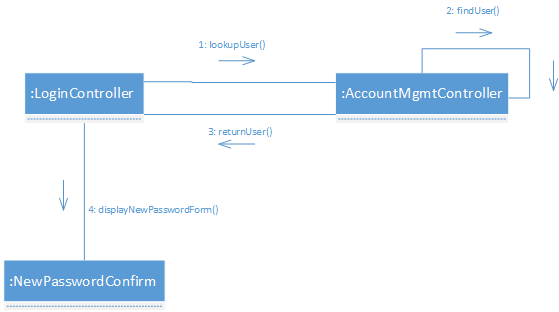 2: findUser()
1: lookupUser()
:LoginController
:AccountMgmtController
3: returnUser()
4: displayNewPasswordForm()
:NewPasswordConfirm